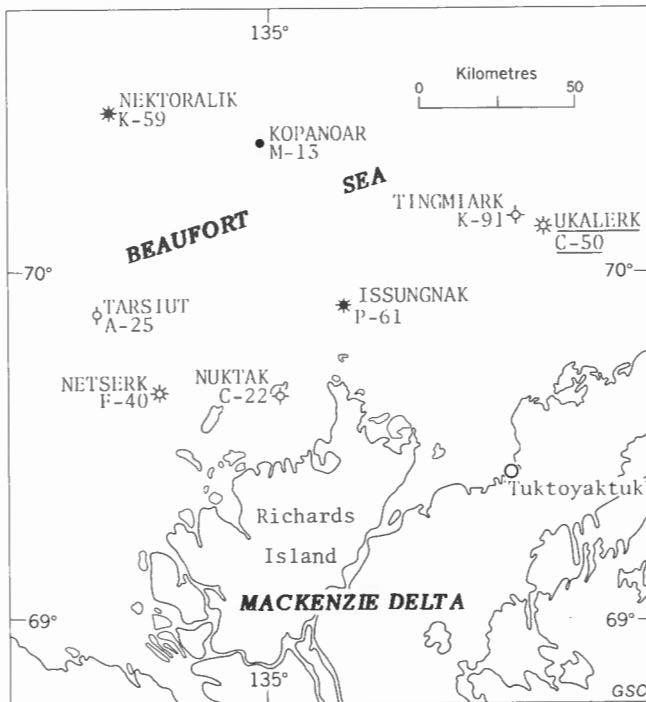 135°
Kilometres
0 50
NEKTORALIK
K-59
KOPANOAR
M-13
SEA
BEAUFORT
TINGMIARK
K-91
UKALERK
C-50
70° 70°
TARSIUT
A-25
ISSUNGNAK
P-61
NETSERK
F-40
NUKTAK
C-22
Tuktoyaktuk
Richards
Island
MACKENZIE DELTA
69° 69°
135°
GSC